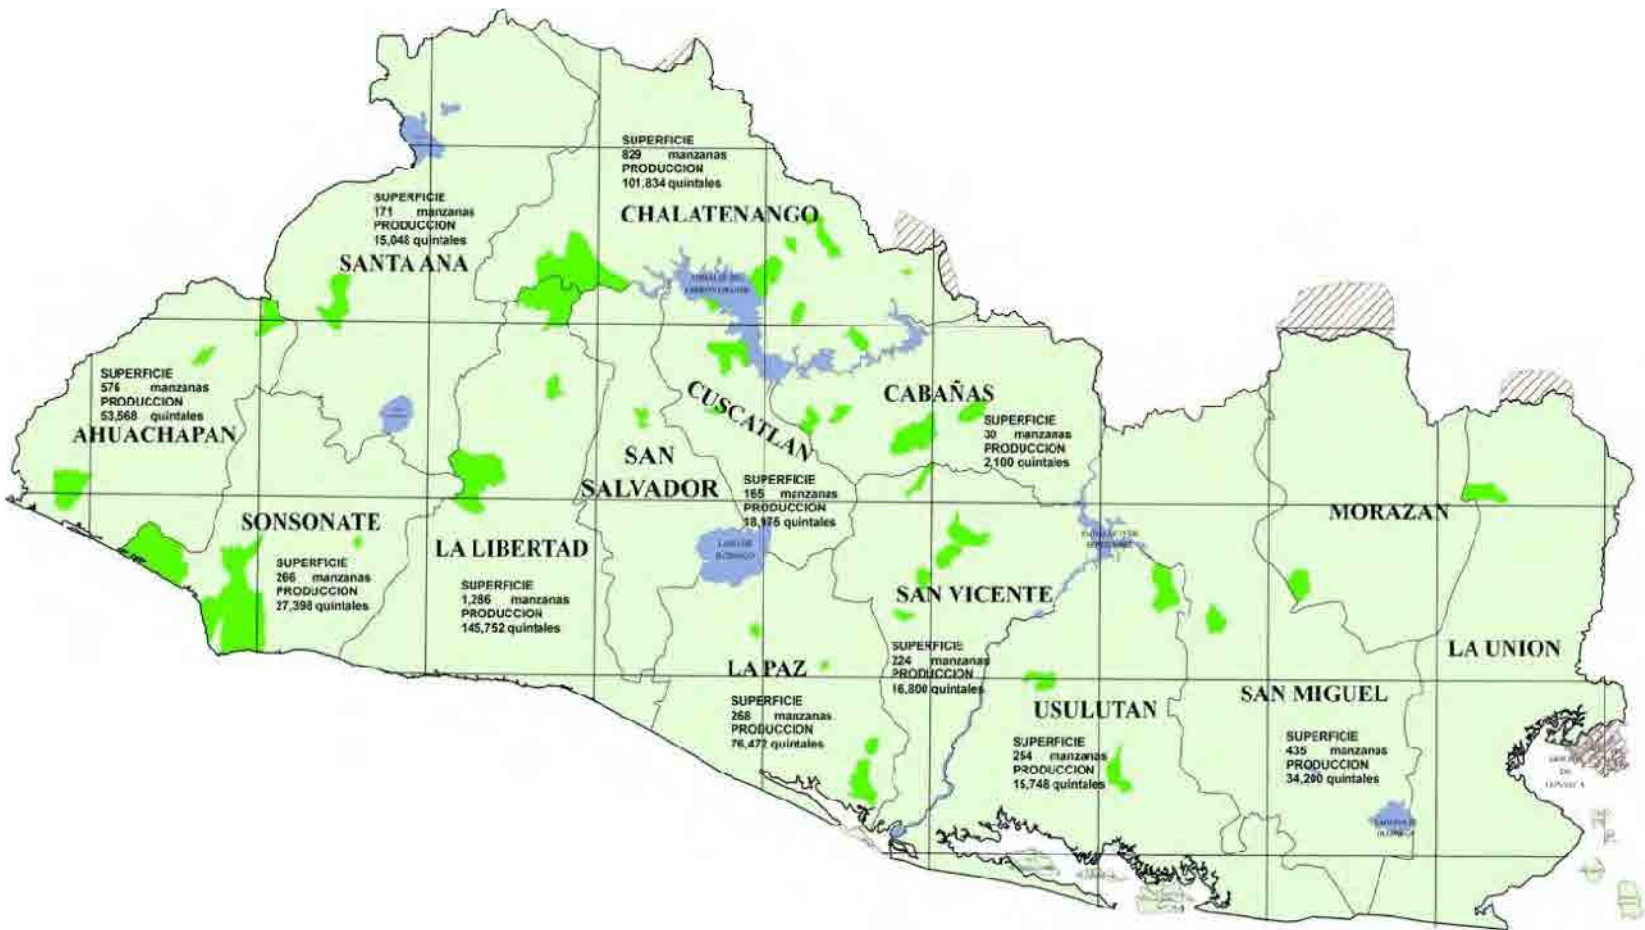 SUPERFICIE
829 manzanas
PRODUCCION
101,834 quintales
CHALATENANGO
SUPERFICIE
171 manzanas
PRODUCCION
15,048 quintales
SANTA ANA
SUPERFICIE
576 manzanas
PRODUCCION
53,568 quintales
AHUACHAPAN
CUSCATLAN
CABAÑAS
SUPERFICIE
30 manzanas
PRODUCCION
2,100 quintales
SAN
SALVADOR
SUPERFICIE
165 manzanas
PRODUCCION
quintales
SONSONATE
SUPERFICIE
266 manzanas
PRODUCCION
27,398 quintales
LA LIBERTAD
SUPERFICIE
1,286 manzanas
PRODUCCION
145,752 quintales
MORAZAN
LAGO DE
SAN VICENTE
SUPERFICIE
224 manzanas
PRODUCCION
16,800 quintales
LA PAZ
SUPERFICIE
268 manzanas
PRODUCCION
76,472 quintales
LA UNION
USULUTAN
SUPERFICIE
254 manzanas
PRODUCCION
15,748 quintales
SAN MIGUEL
SUPERFICIE
435 manzanas
PRODUCCION
34,200 quintales
DE